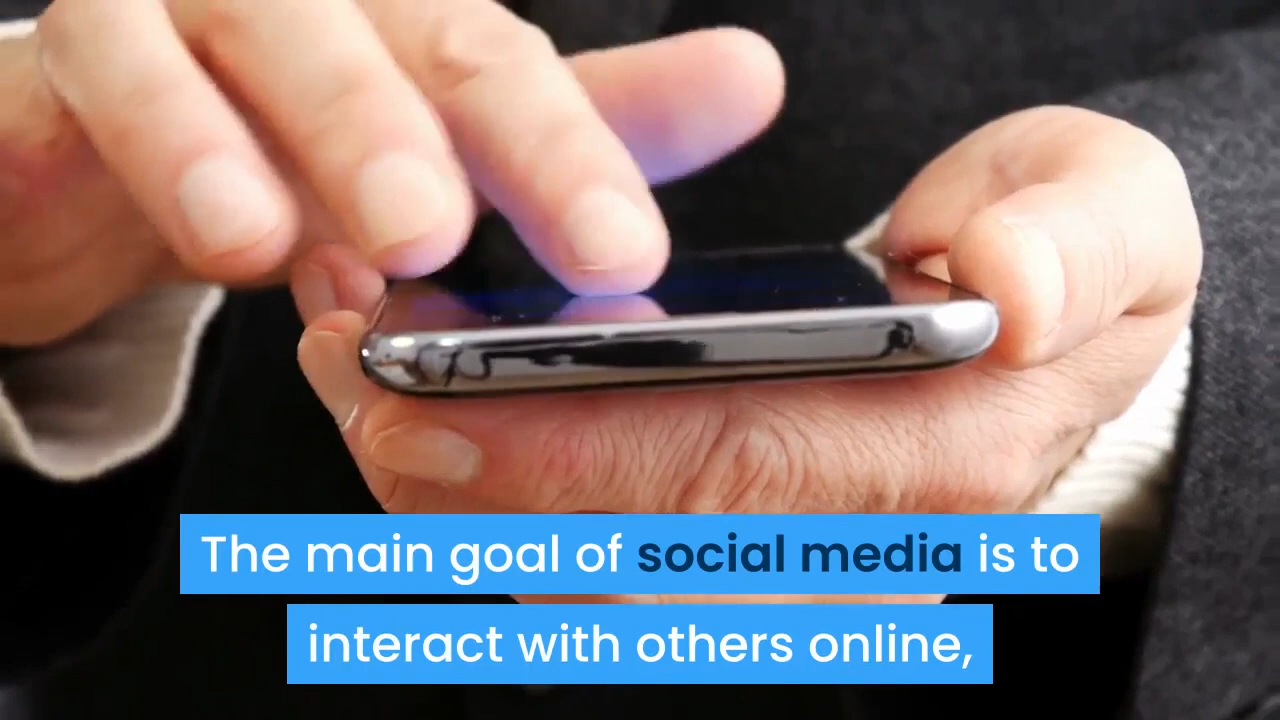 The main goal of social media is to
interact with others online,